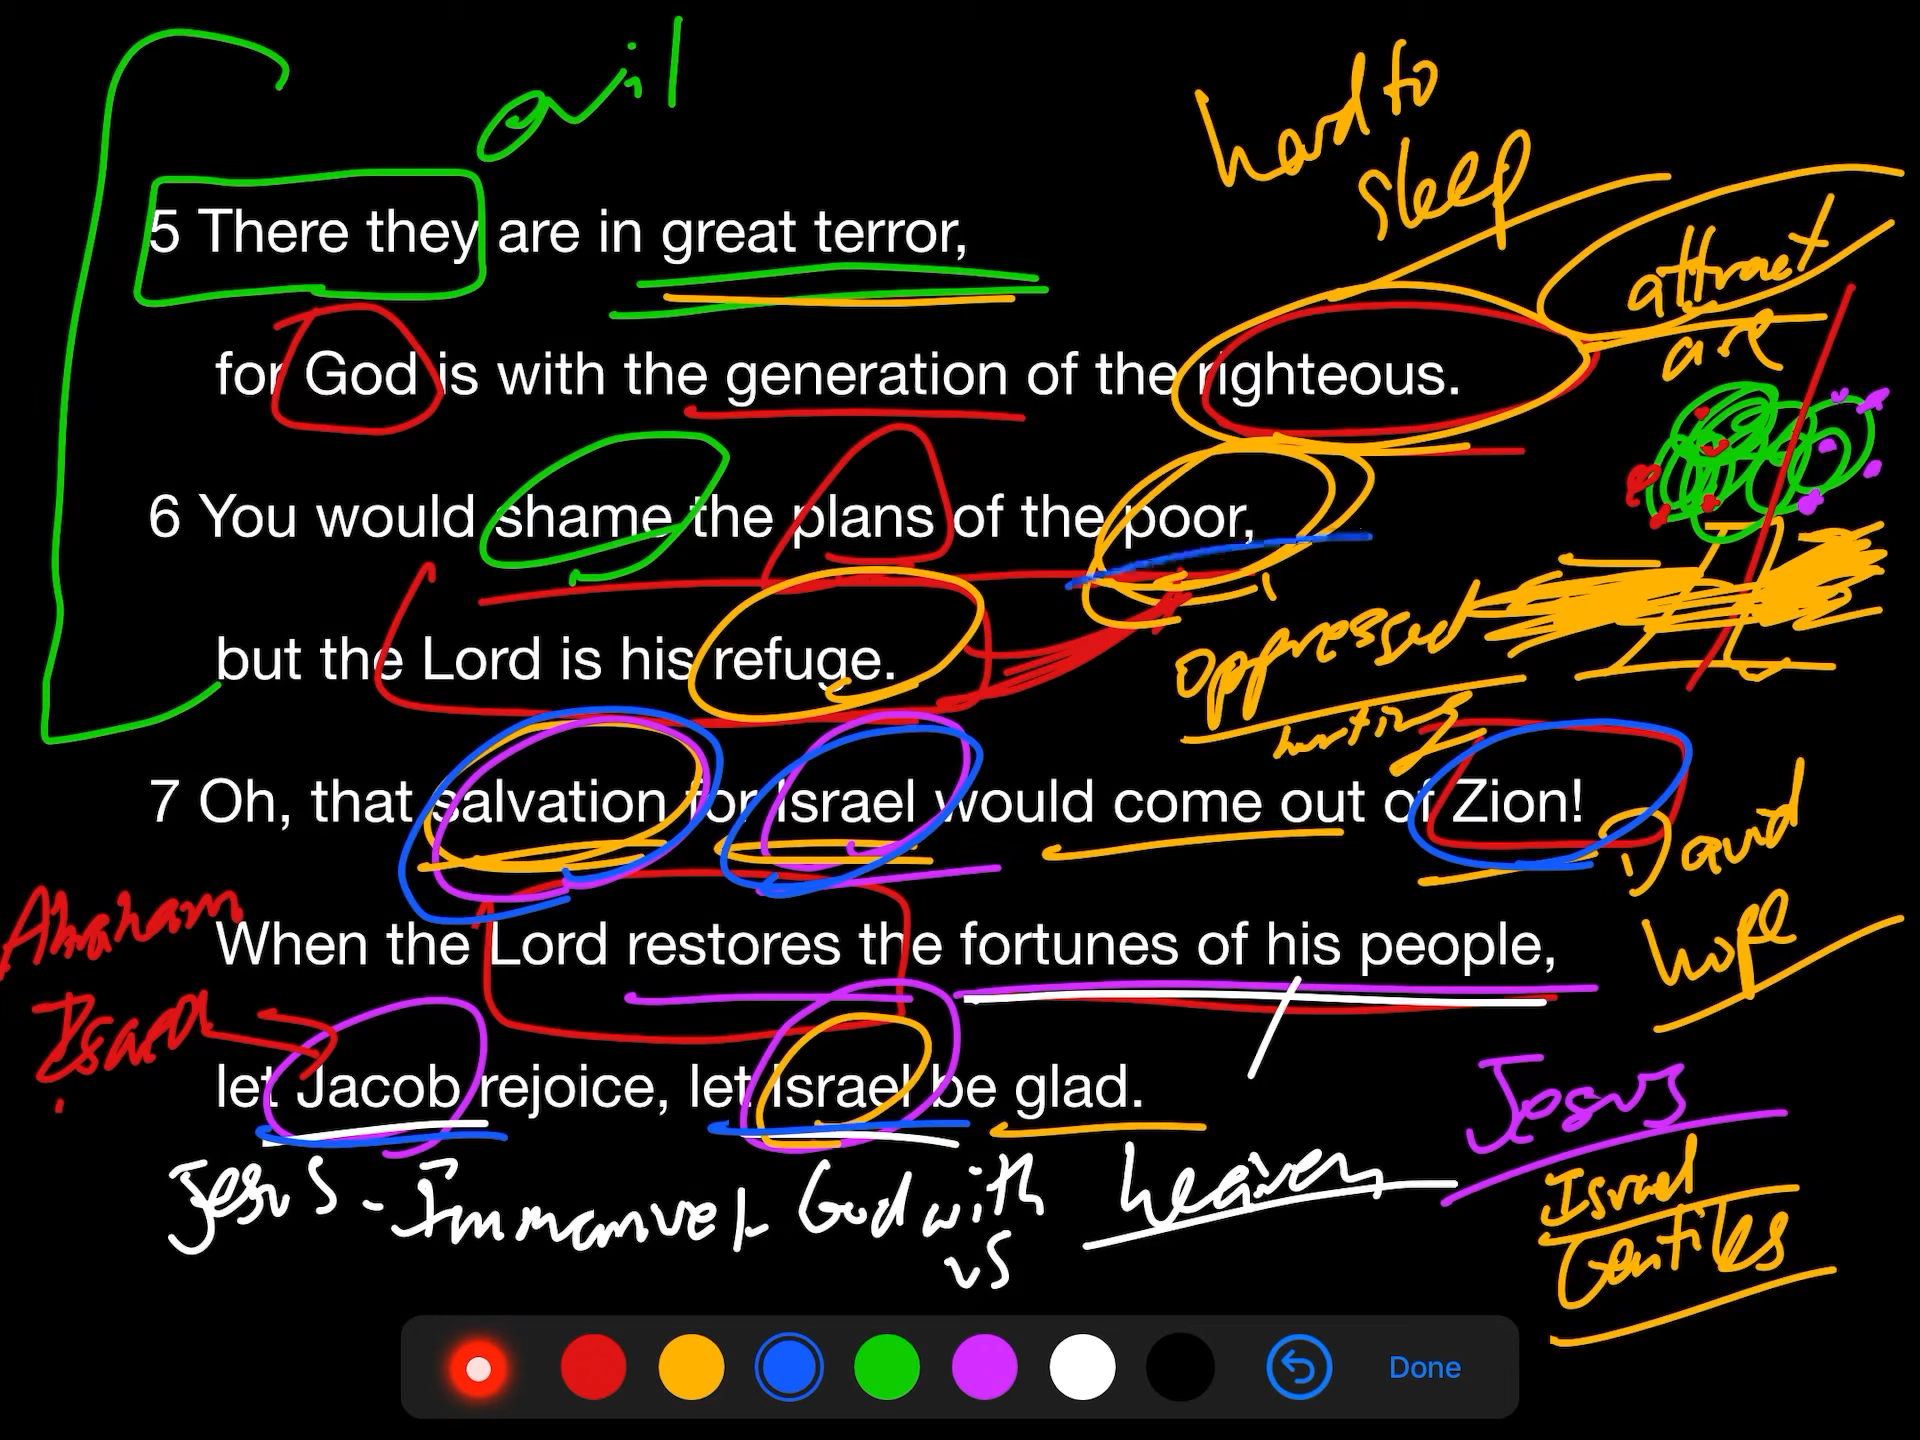 evil
hard to
sleep
5 There they are in great terror,
attract
are
for God is with the generation of the righteous.
6 You would shame the plans of the poor,
but the Lord is his refuge.
oppressed
hurting
7 Oh, that salvation for Israel would come out of Zion!
David
hope
Abraham
When the Lord restores the fortunes of his people,
Isaac
let Jacob rejoice, let Israel be glad.
Jesus
Jesus - Immanuel - God with
us
heaven
Israel
Gentiles
Done